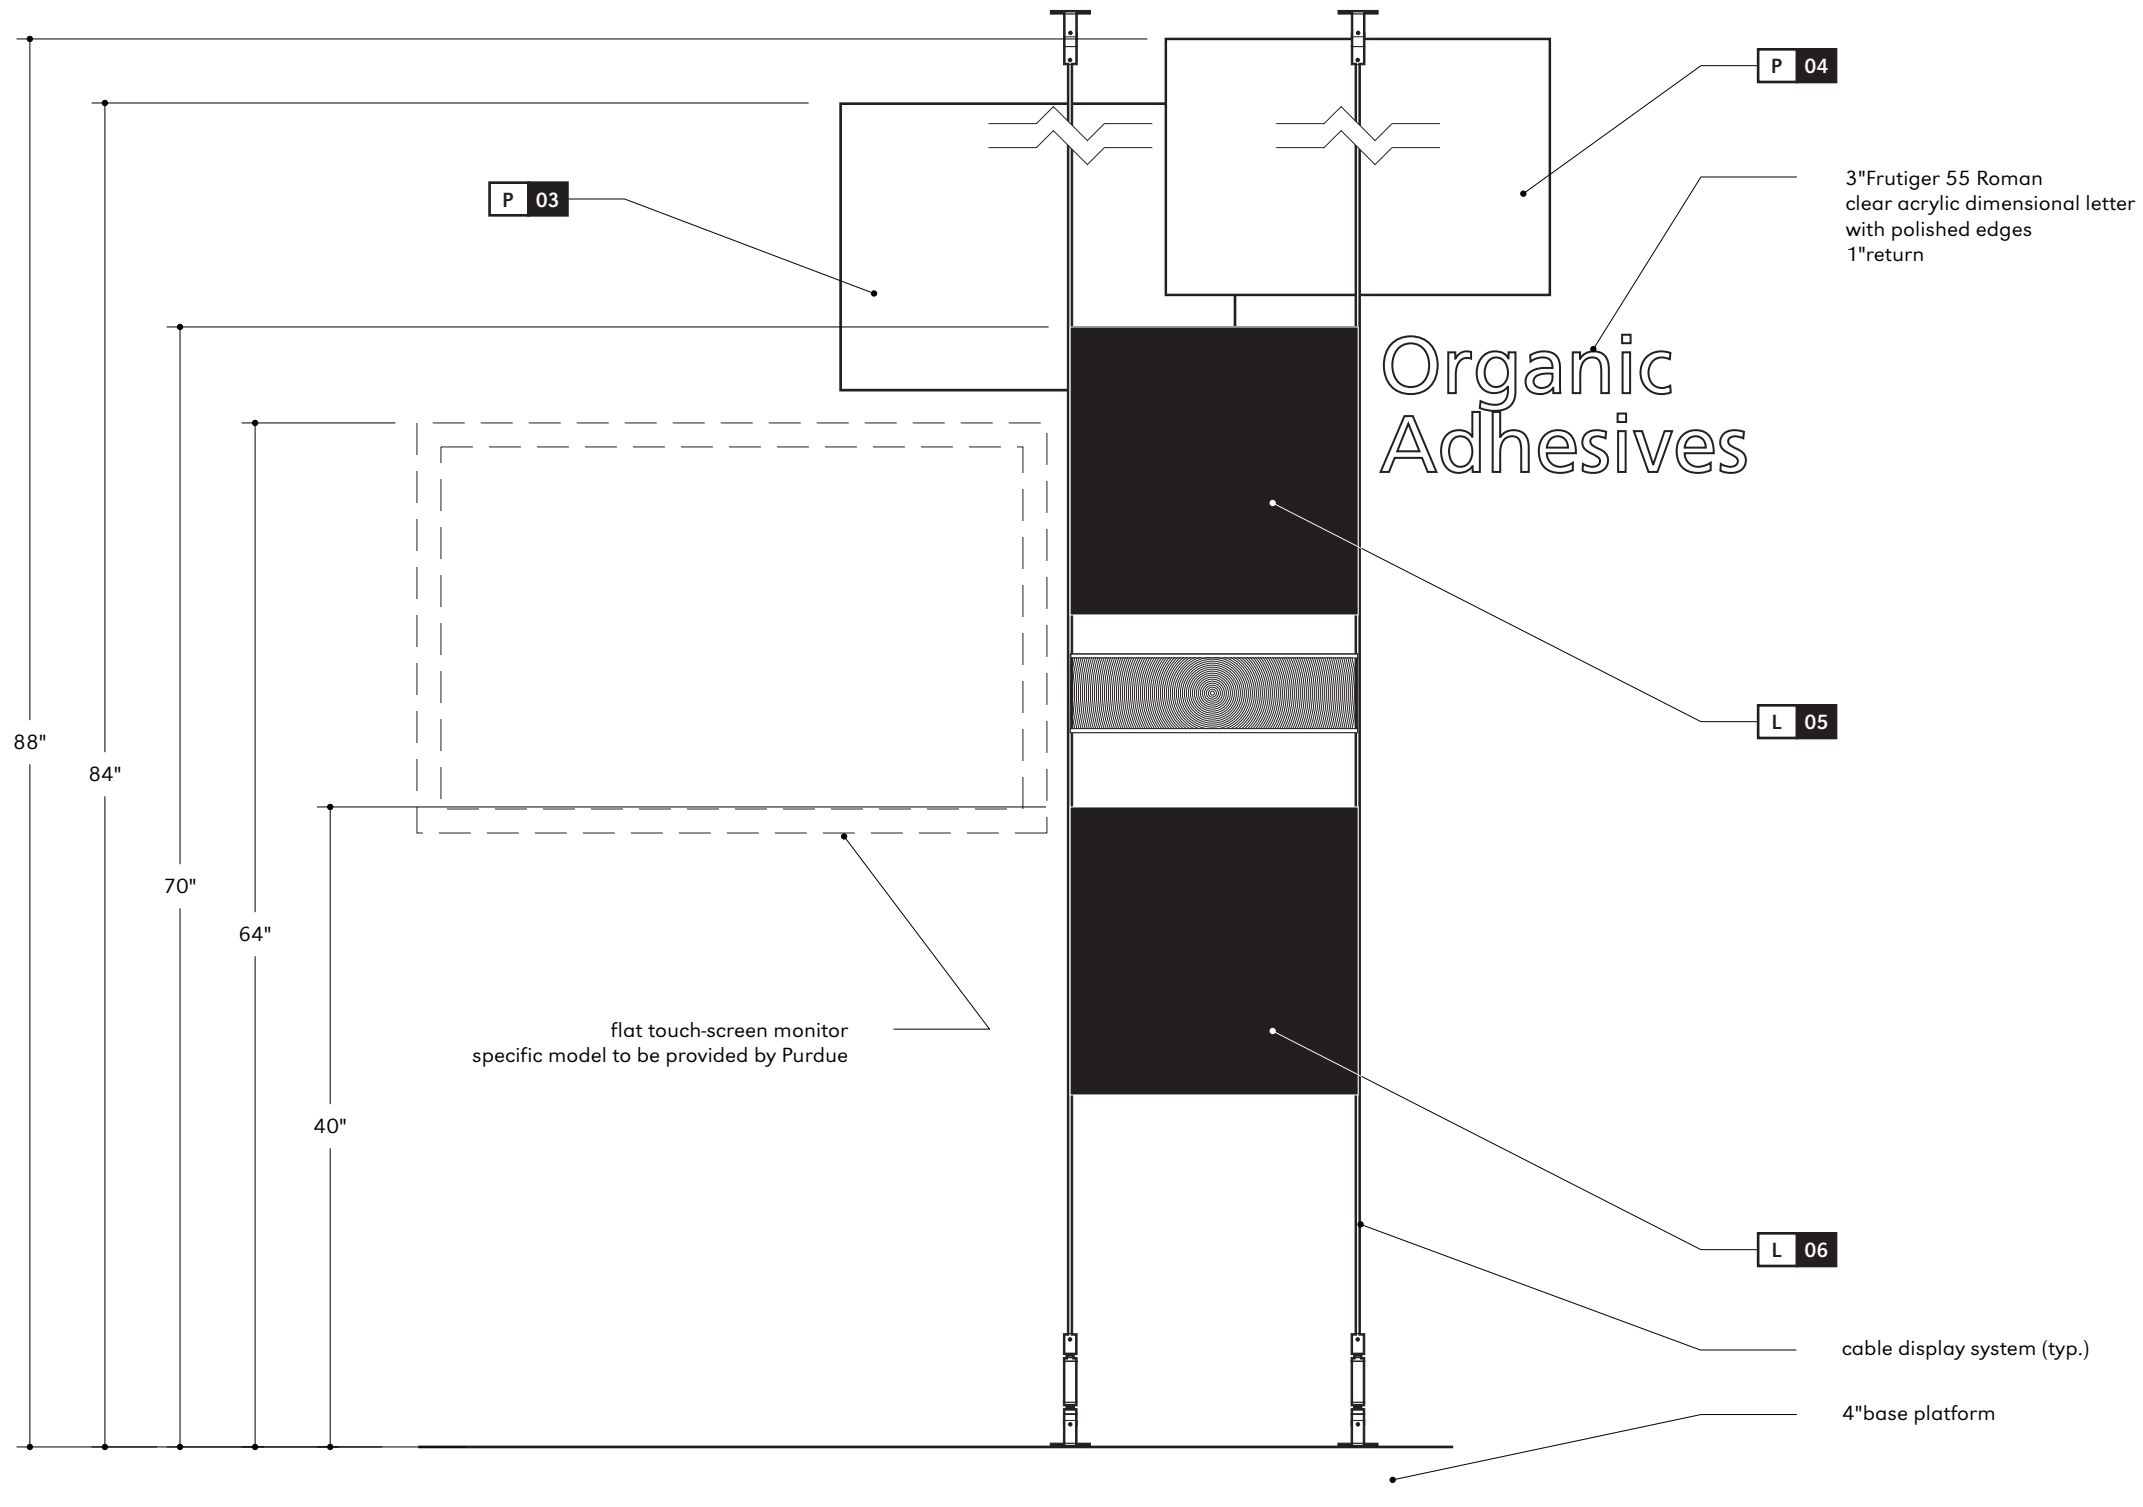 P 04
3"Frutiger 55 Roman
clear acrylic dimensional letter
with polished edges
1"return
P 03
Organic
Adhesives
L 05
88"
84"
70"
64"
40"
flat touch-screen monitor
specific model to be provided by Purdue
L 06
cable display system (typ.)
4"base platform